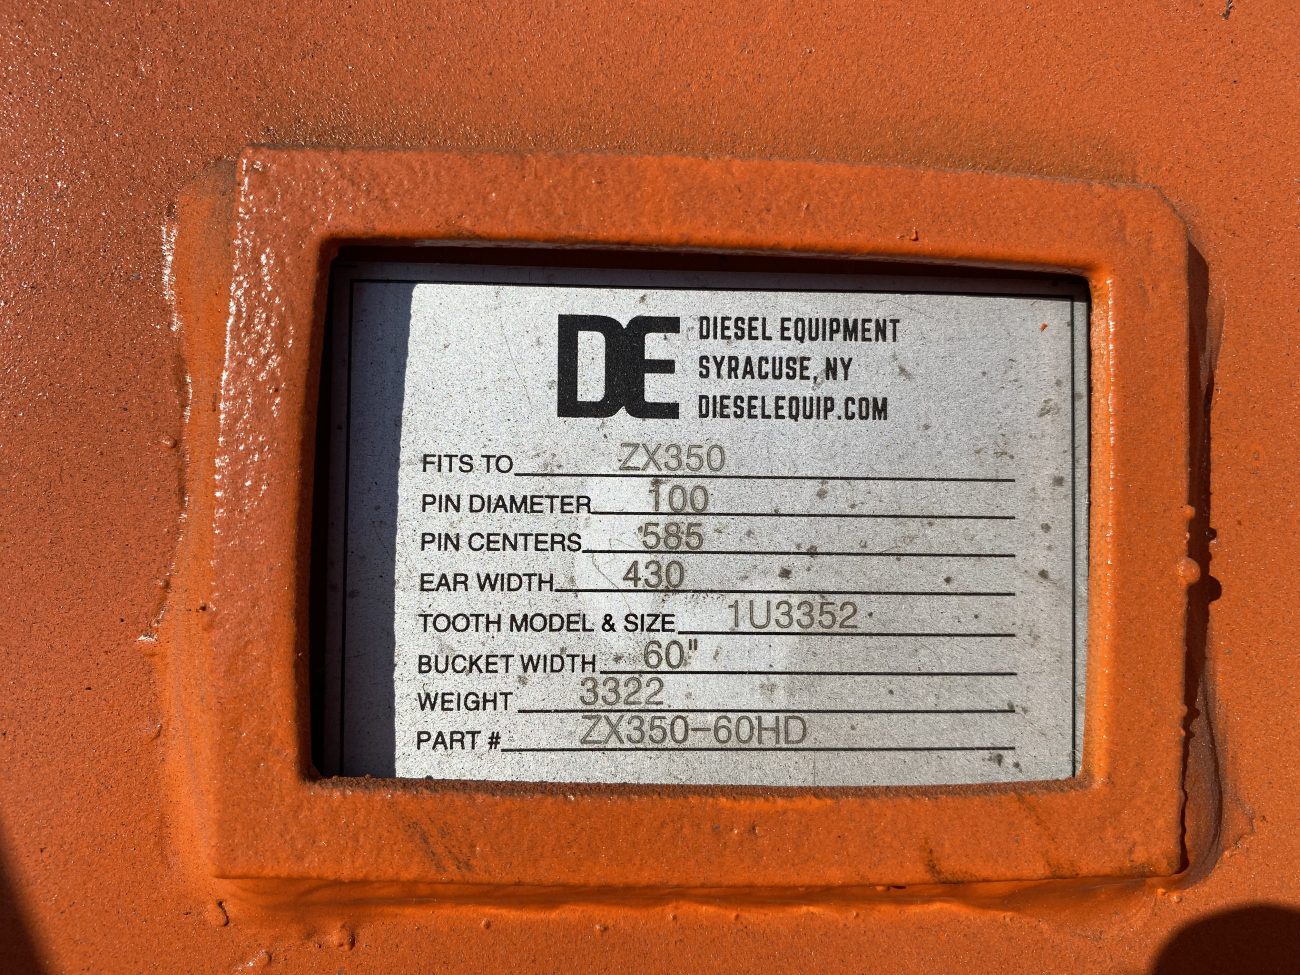 DE
DIESEL EQUIPMENT
SYRACUSE, NY
DIESELEQUIP.COM
FITS TO ZX350
PIN DIAMETER 100
PIN CENTERS 585
EAR WIDTH 430
TOOTH MODEL & SIZE 1U3352
BUCKET WIDTH 60"
WEIGHT 3322
PART # ZX350-60HD